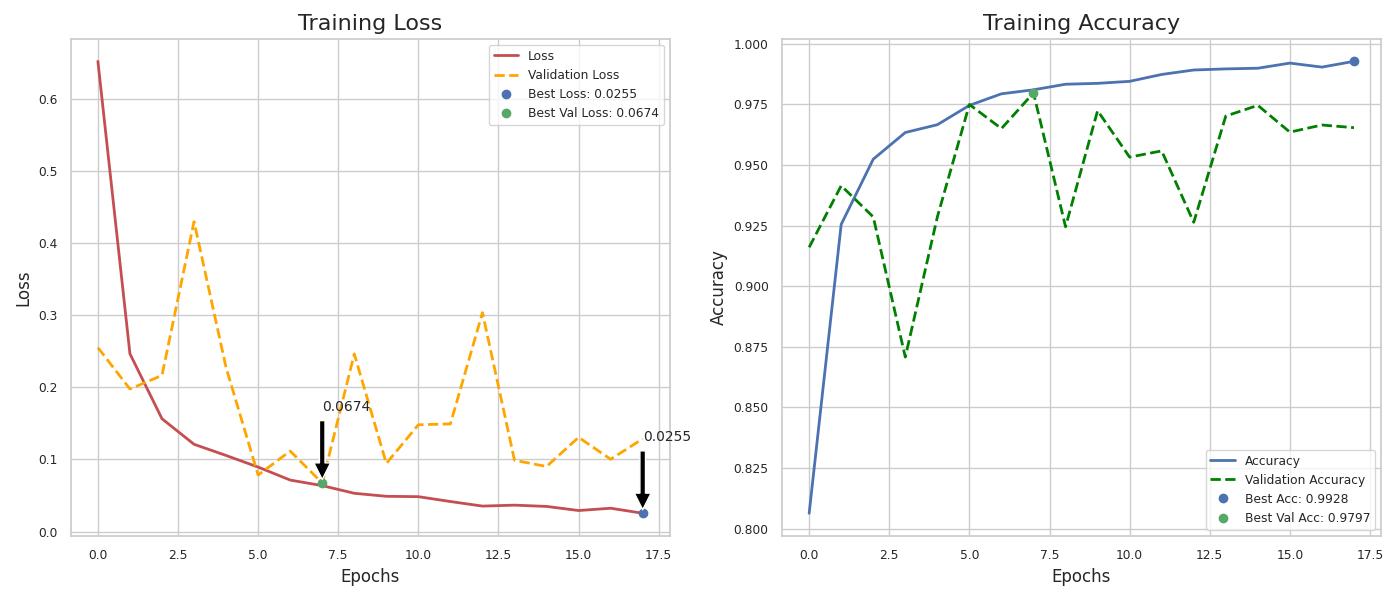 Training Loss
Loss
Validation Loss
Best Loss: 0.0255
Best Val Loss: 0.0674
0.6
0.5
0.4
0.3
0.2
0.1
0.0
Loss
0.0674
0.0255
0.0 2.5 5.0 7.5 10.0 12.5 15.0 17.5
Epochs
Training Accuracy
1.000
0.975
0.950
0.925
0.900
0.875
0.850
0.825
0.800
Accuracy
Accuracy
Validation Accuracy
Best Acc: 0.9928
Best Val Acc: 0.9797
0.0 2.5 5.0 7.5 10.0 12.5 15.0 17.5
Epochs